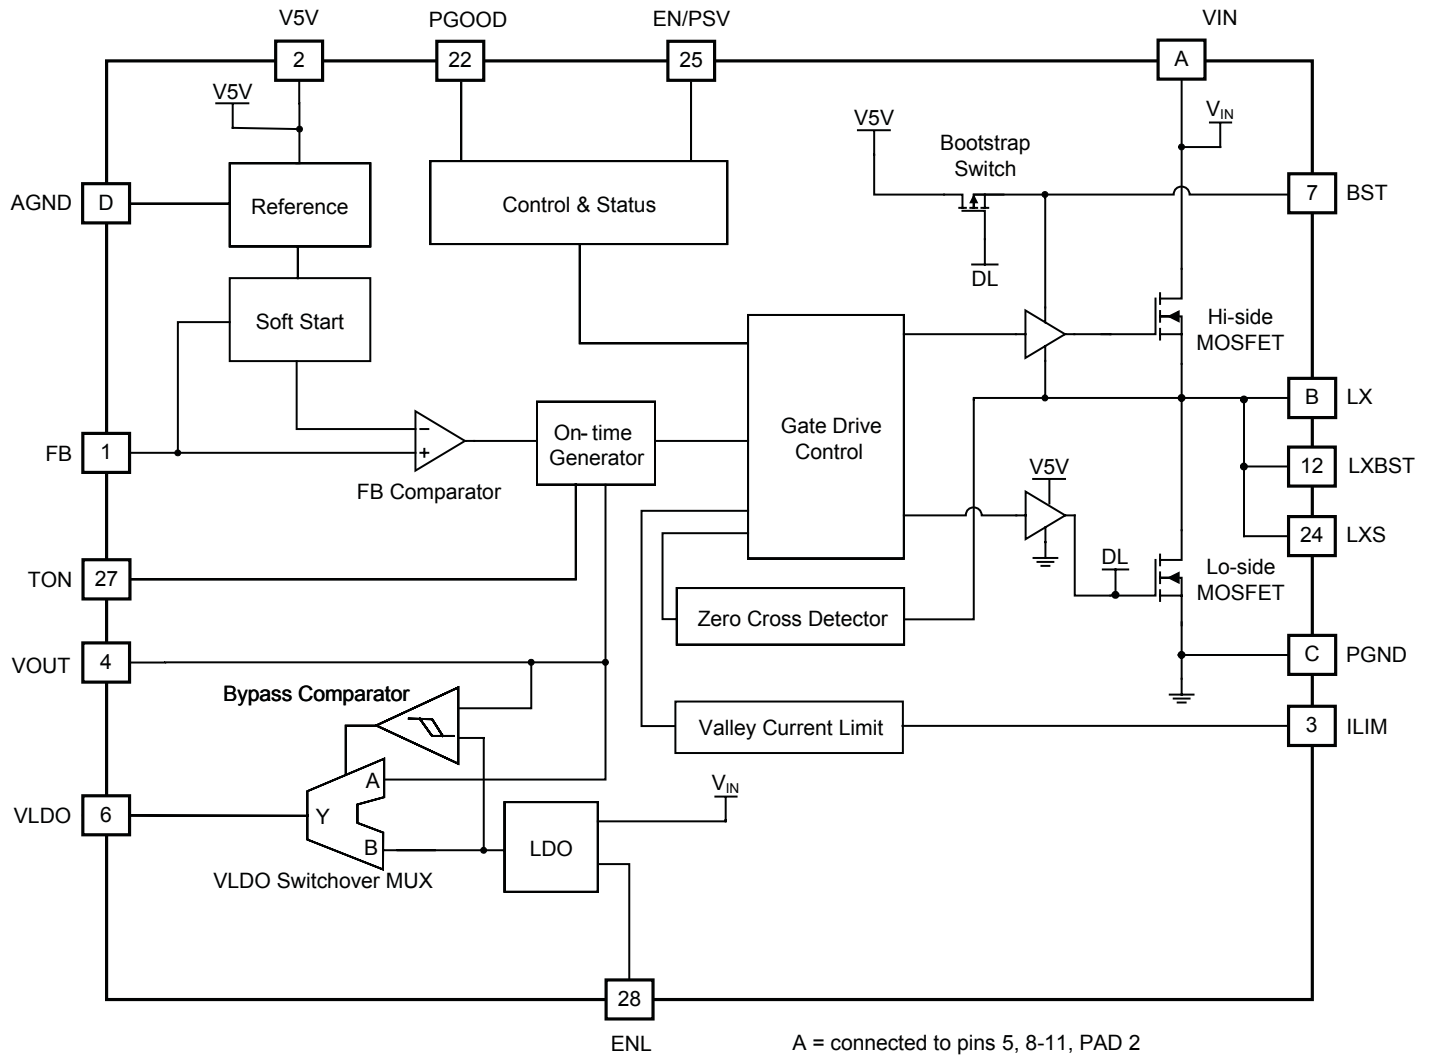 V5V
PGOOD
EN/PSV
VIN
2
22
25
A
V5V
V5V
Bootstrap
Switch
VIN
AGND
D
Reference
Control & Status
7
BST
DL
Soft Start
Hi-side
MOSFET
B
LX
FB
1
−
+
FB Comparator
On-time
Generator
Gate Drive
Control
V5V
12
LXBST
24
LXS
TON
27
DL
Lo-side
MOSFET
Zero Cross Detector
VOUT
4
C
PGND
Bypass Comparator
Valley Current Limit
3
ILIM
A
VIN
VLDO
6
Y
B
LDO
VLDO Switchover MUX
28
ENL
A = connected to pins 5, 8-11, PAD 2